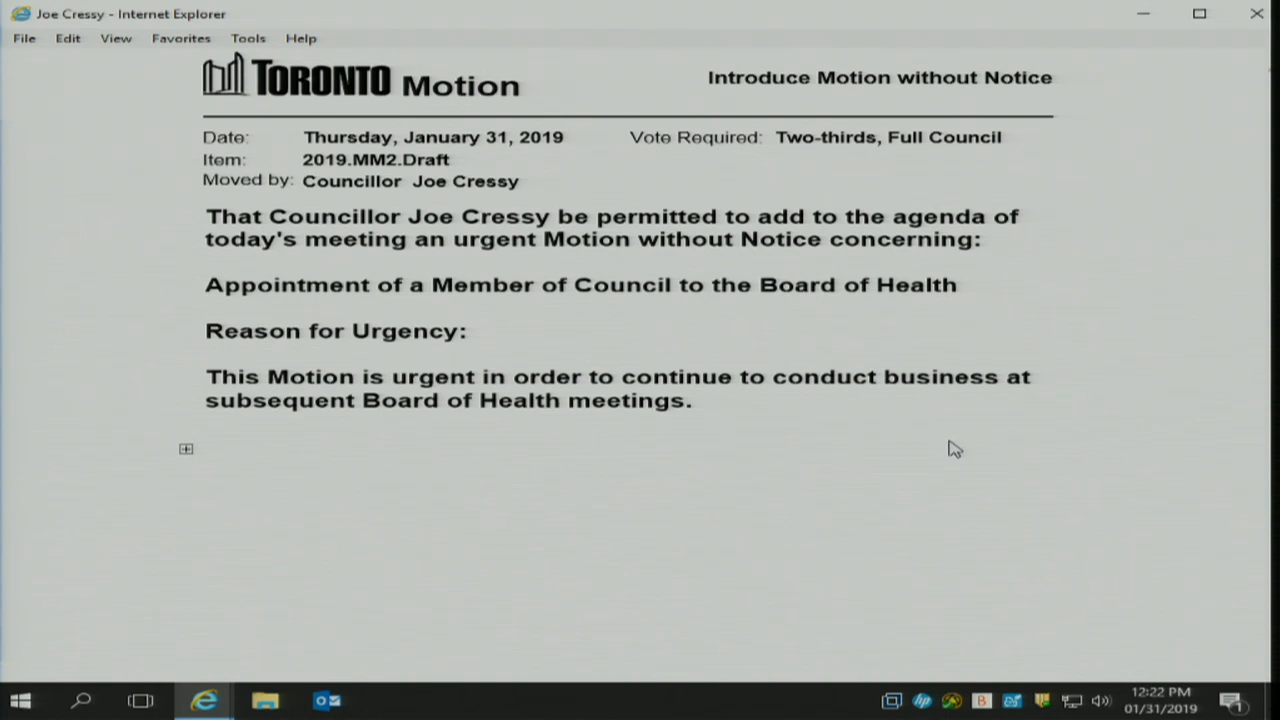 Joe Cressy - Internet Explorer
File Edit View Favorites Tools Help
TORONTO Motion
Introduce Motion without Notice
Date: Thursday, January 31, 2019 Vote Required: Two-thirds, Full Council
Item: 2019.MM2.Draft
Moved by: Councillor Joe Cressy
That Councillor Joe Cressy be permitted to add to the agenda of
today's meeting an urgent Motion without Notice concerning:
Appointment of a Member of Council to the Board of Health
Reason for Urgency:
This Motion is urgent in order to continue to conduct business at
subsequent Board of Health meetings.
12:22 PM
01/31/2019
1